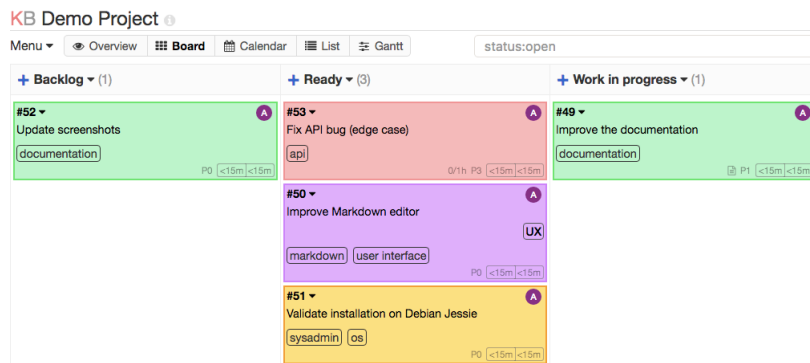 KB Demo Project
Menu Overview Board Calendar List Gantt status:open
+ Backlog (1)
#52 A
Update screenshots
documentation
P0 <15m <15m
+ Ready (3)
#53 A
Fix API bug (edge case)
api
0/1h P3 <15m <15m
#50 A
Improve Markdown editor
UX
markdown user interface
P0 <15m <15m
#51 A
Validate installation on Debian Jessie
sysadmin os
P0 <15m <15m
+ Work in progress (1)
#49 A
Improve the documentation
documentation
P1 <15m <15m